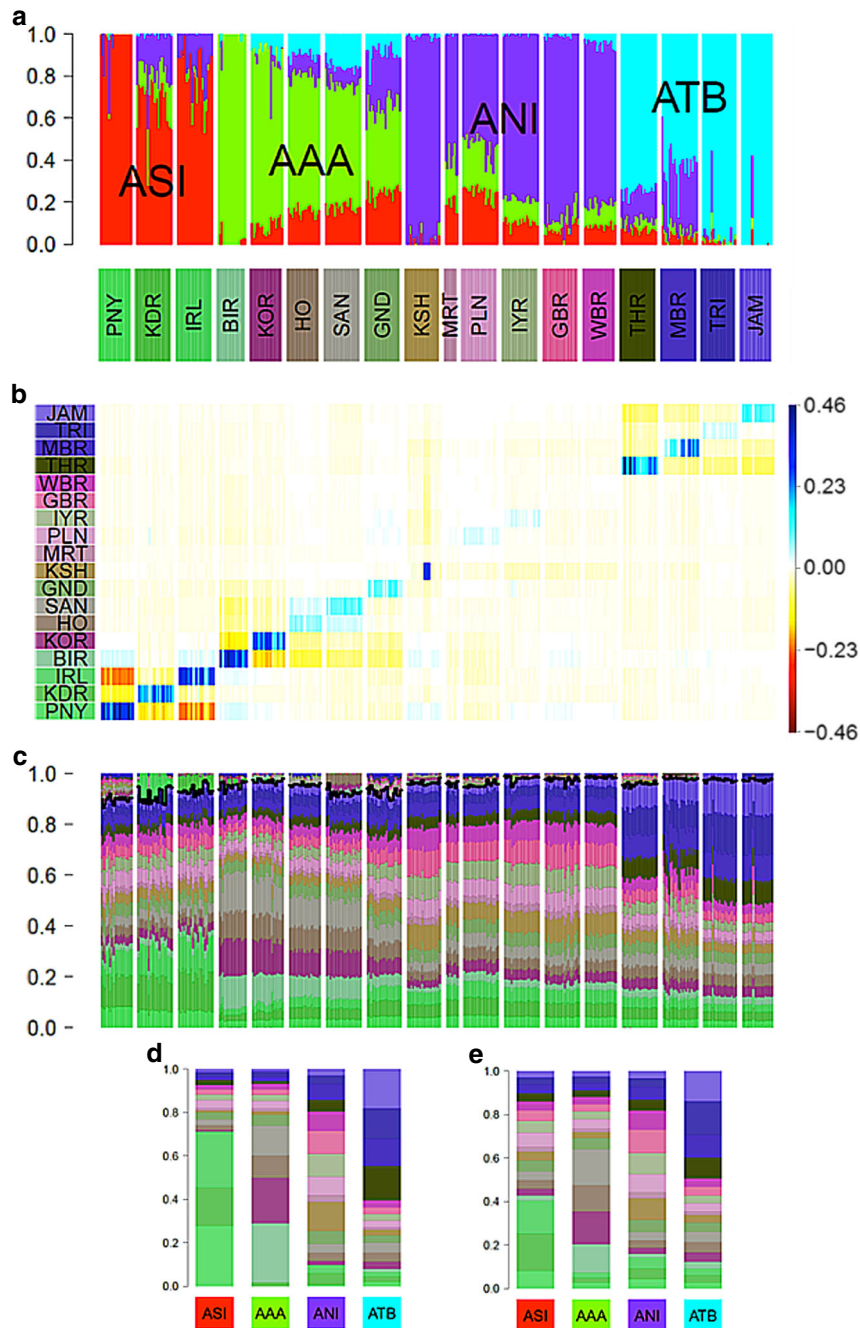 a
1.0
0.8
0.6
0.4
0.2
0.0
ASI AAA ANI ATB
PNY KDR IRL BIR KOR HO SAN GND KSH MRT PLN IYR GBR WBR THR MBR TRI JAM
b
JAM
TRI
MBR
THR
WBR
GBR
IYR
PLN
MRT
KSH
GND
SAN
HO
KOR
BIR
IRL
KDR
PNY
0.46
0.23
0.00
−0.23
−0.46
c
1.0
0.8
0.6
0.4
0.2
0.0
d
1.0
0.8
0.6
0.4
0.2
0.0
ASI AAA ANI ATB
e
1.0
0.8
0.6
0.4
0.2
0.0
ASI AAA ANI ATB